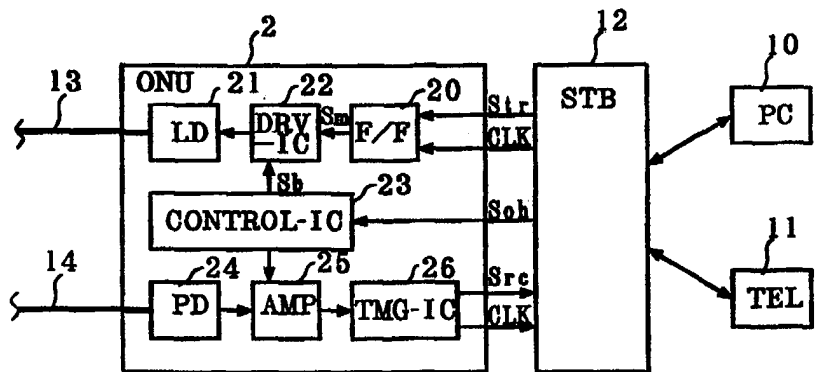 2
12
10
13
ONU
21
22
20
Str
STB
PC
LD
DRV
-IC
Sm
F/F
CLK
Sb
23
CONTROL-IC
Soh
14
24
25
26
Src
11
PD
AMP
TMG-IC
CLK
TEL